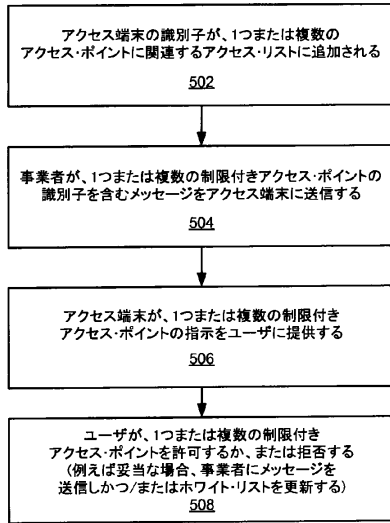 アクセス端末の識別子が、1つまたは複数の
アクセス・ポイントに関連するアクセス・リストに追加される
502
事業者が、1つまたは複数の制限付きアクセス・ポイントの
識別子を含むメッセージをアクセス端末に送信する
504
アクセス端末が、1つまたは複数の制限付き
アクセス・ポイントの指示をユーザに提供する
506
ユーザが、1つまたは複数の制限付き
アクセス・ポイントを許可するか、または拒否する
(例えば妥当な場合、事業者にメッセージを
送信しかつ/またはホワイト・リストを更新する)
508